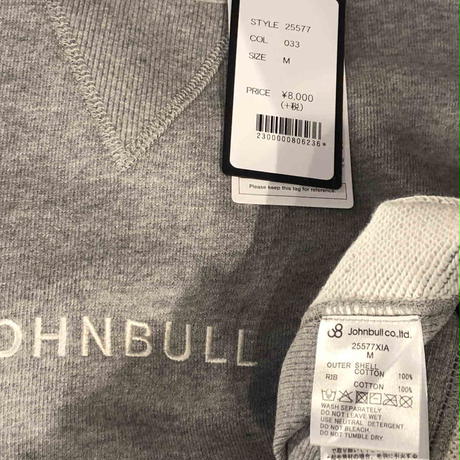 STYLE 25577
COL 033
SIZE M
PRICE ¥8,000
(+税)
2300000806236*
Please keep this tag for reference.
OHNBULL
Johnbull co.,ltd.
25577XIA
M
OUTER SHELL
COTTON 100%
RIB
COTTON 100%
WASH SEPARATELY
DO NOT LEAVE WET
USE NEUTRAL DETERGENT.
DO NOT BLEACH.
DO NOT TUMBLE DRY